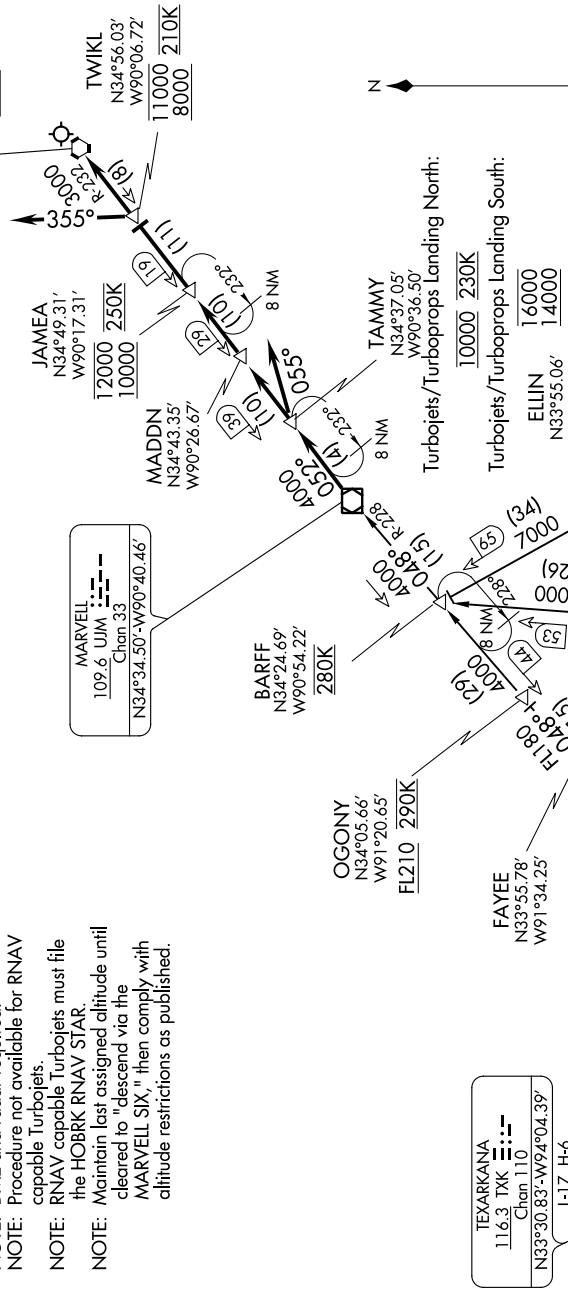 NOTE: Procedure not available for RNAV
capable Turbojets.
NOTE: RNAV capable Turbojets must file
the HOBRK RNAV STAR.
NOTE: Maintain last assigned altitude until
cleared to "descend via the
MARVELL SIX," then comply with
altitude restrictions as published.
TEXARKANA
116.3 TXK
Chan 110
N33°30.83'-W94°04.39'
L-17, H-6
MARVELL
109.6 UJM
Chan 33
N34°34.50'-W90°40.46'
FAYEE
N33°55.78'
W91°34.25'
OGONY
N34°05.66'
W91°20.65'
FL210 290K
BARFF
N34°24.69'
W90°54.22'
280K
MADDN
N34°43.35'
W90°26.67'
JAMEA
N34°49.31'
W90°17.31'
12000 250K
10000
TWIKL
N34°56.03'
W90°06.72'
11000 210K
8000
TAMMY
N34°37.05'
W90°36.50'
Turbojets/Turboprops Landing North:
10000 230K
Turbojets/Turboprops Landing South:
16000
14000
ELLIN
N33°55.06'
FL180
048°
4000
(29)
44
8 NM
228°
53
65
(34)
7000
(26)
4000
048°
(15)
R-228
4000
052°
(4)
232°
8 NM
055°
(10)
39
29
(10)
232°
8 NM
19
(11)
355°
3000
R-232
(8)
N